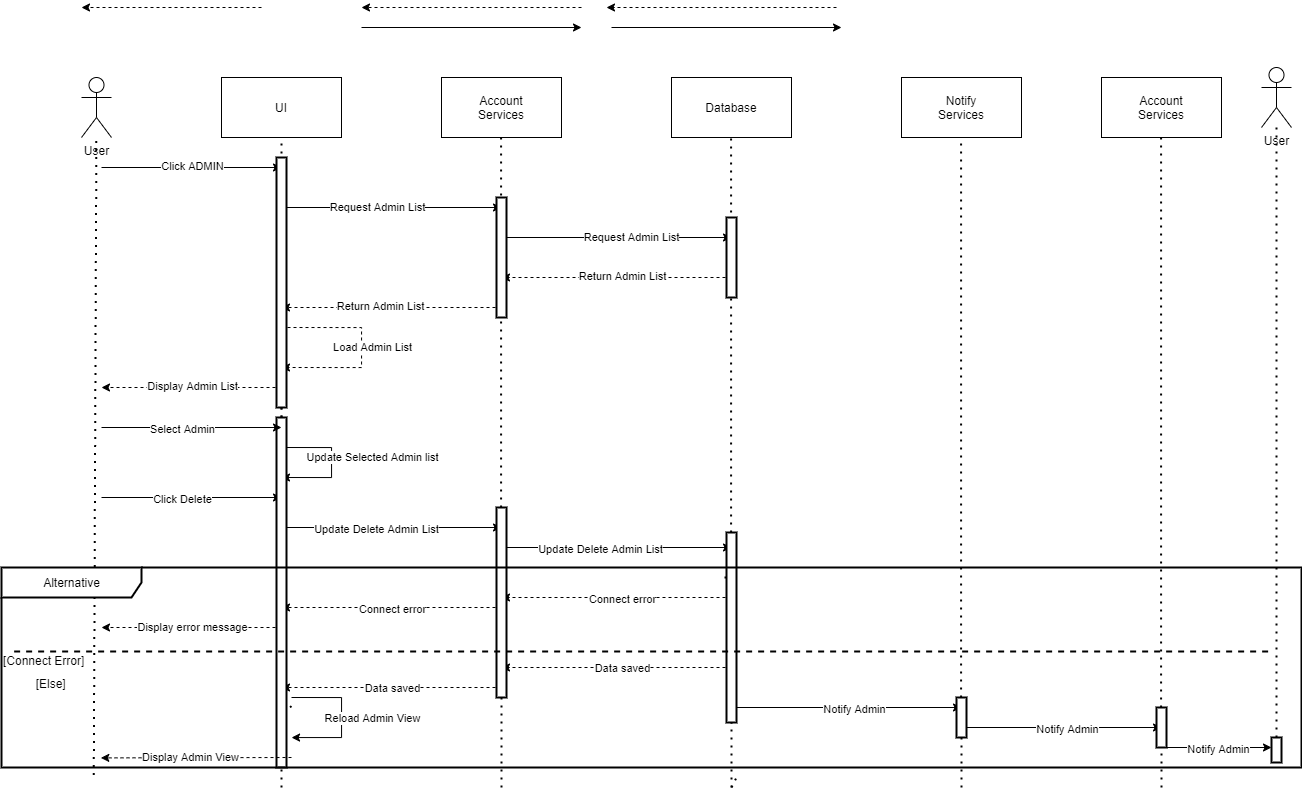 UI
Account
Services
Database
Notify
Services
Account
Services
User
User
Click ADMIN
Request Admin List
Request Admin List
Return Admin List
Return Admin List
Load Admin List
Display Admin List
Select Admin
Update Selected Admin list
Click Delete
Update Delete Admin List
Update Delete Admin List
Alternative
Connect error
Connect error
Display error message
[Connect Error]
Data saved
[Else]
Data saved
Notify Admin
Reload Admin View
Notify Admin
Notify Admin
Display Admin View